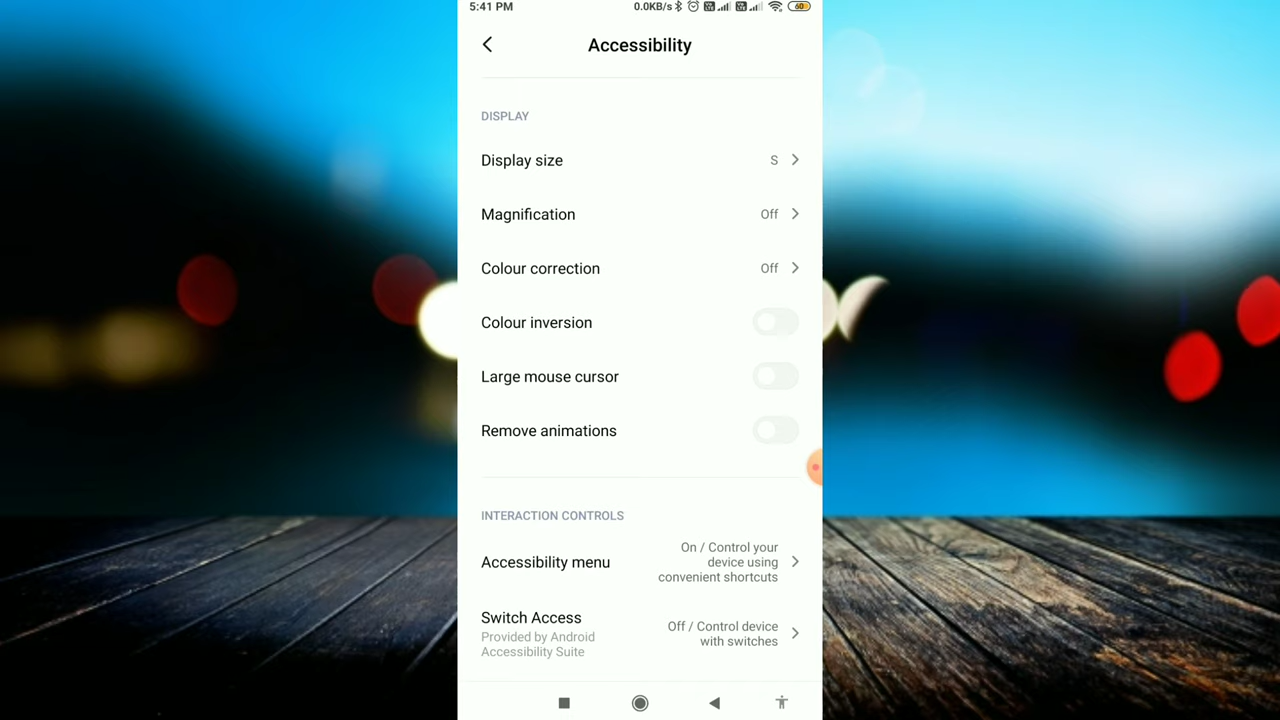 5:41 PM
0.0KB/s
60
Accessibility
DISPLAY
Display size
S
Magnification
Off
Colour correction
Off
Colour inversion
Large mouse cursor
Remove animations
INTERACTION CONTROLS
Accessibility menu
On / Control your
device using
convenient shortcuts
Switch Access
Provided by Android
Accessibility Suite
Off / Control device
with switches